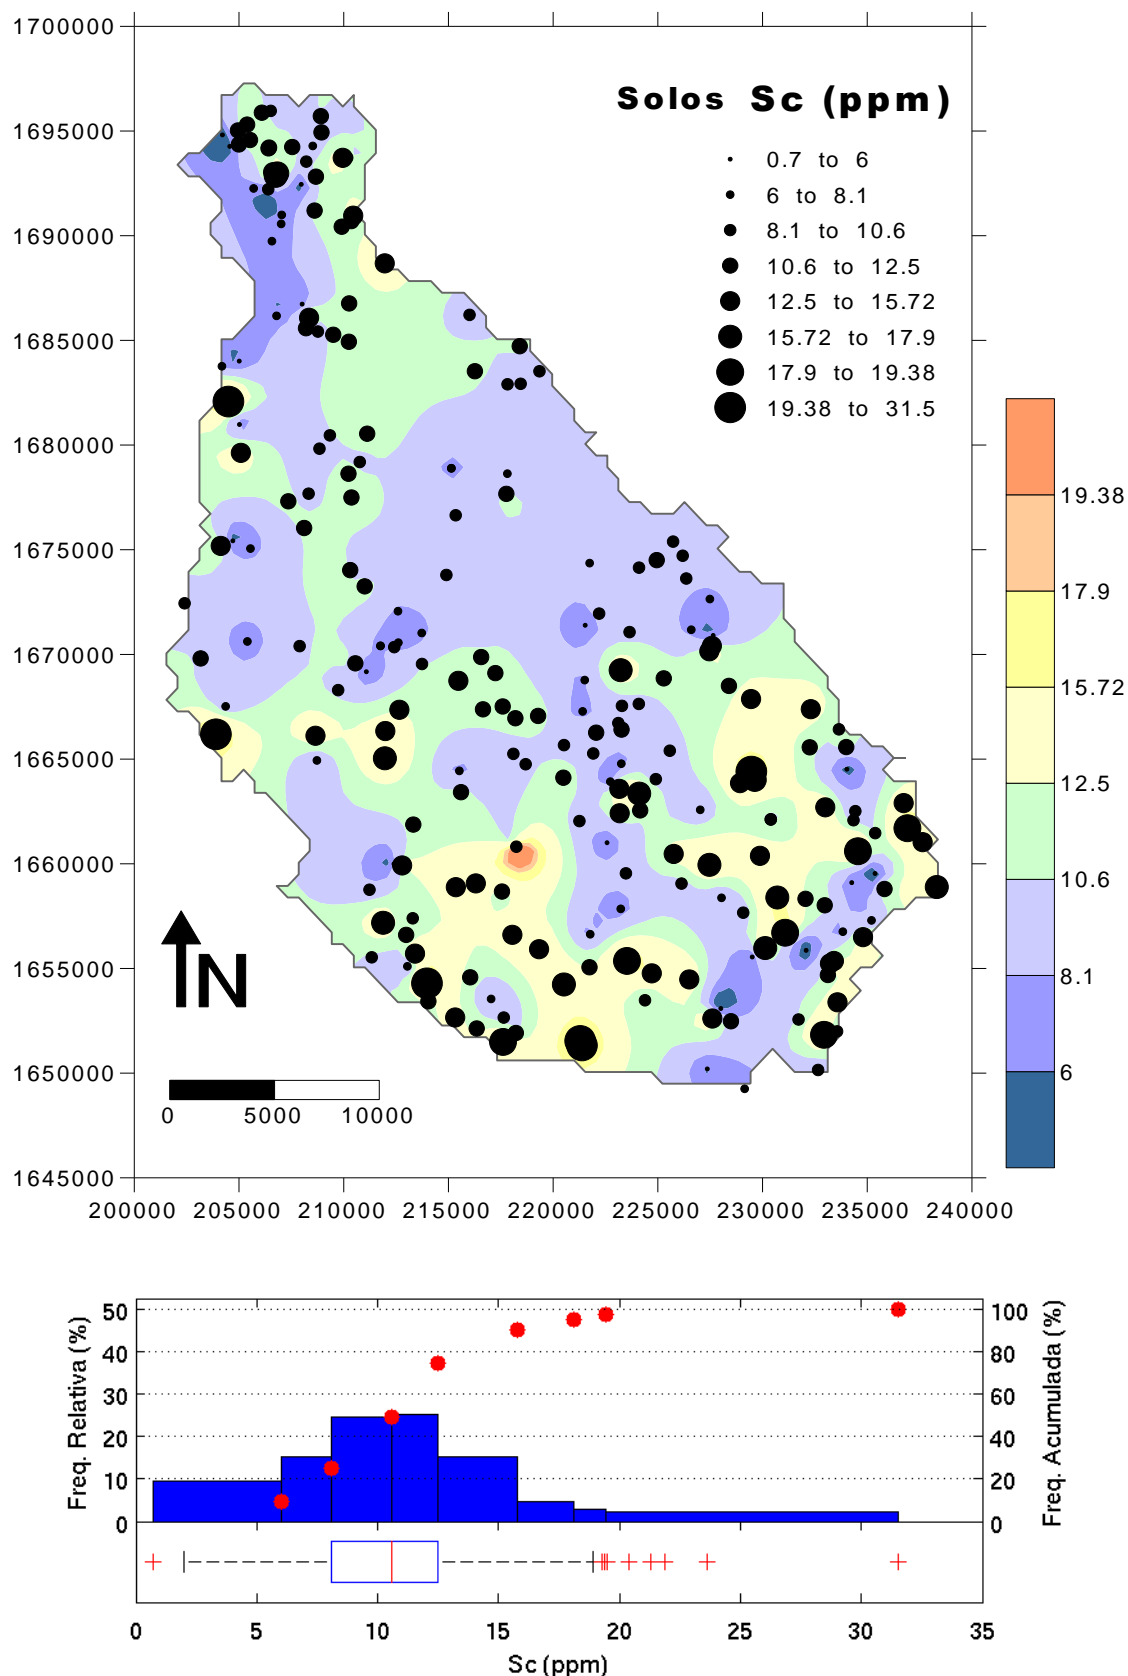 1700000
1695000
1690000
1685000
1680000
1675000
1670000
1665000
1660000
1655000
1650000
1645000
200000 205000 210000 215000 220000 225000 230000 235000 240000
Solos Sc (ppm)
0.7 to 6
6 to 8.1
8.1 to 10.6
10.6 to 12.5
12.5 to 15.72
15.72 to 17.9
17.9 to 19.38
19.38 to 31.5
19.38
17.9
15.72
12.5
10.6
8.1
6
N
0 5000 10000
Freq. Relativa (%)
50
40
30
20
10
0
100
80
60
40
20
0
Freq. Acumulada (%)
0 5 10 15 20 25 30 35
Sc (ppm)